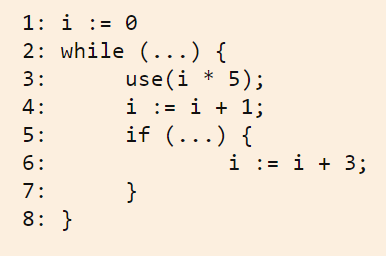 1: i := 0
2: while (...) {
3:      use(i * 5);
4:      i := i + 1;
5:      if (...) {
6:              i := i + 3;
7:      }
8: }